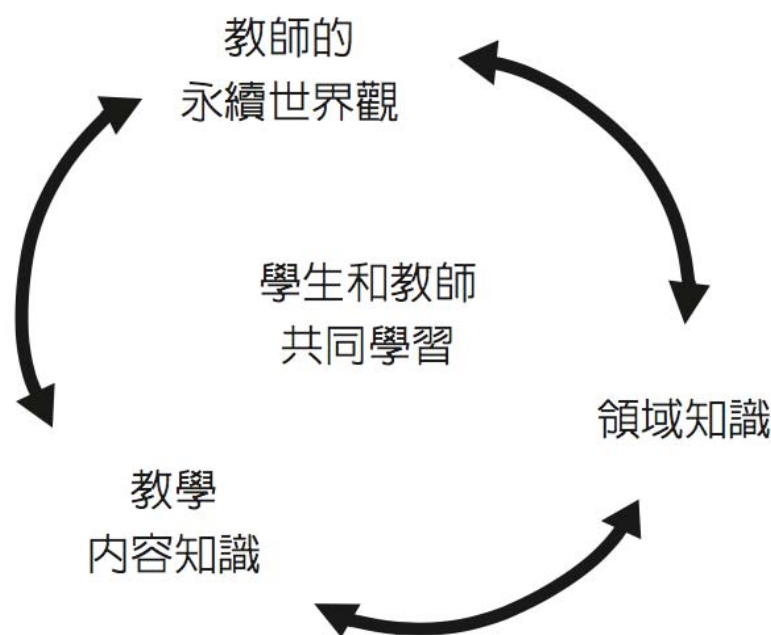 教師的
永續世界觀
學生和教師
共同學習
領域知識
教學
內容知識